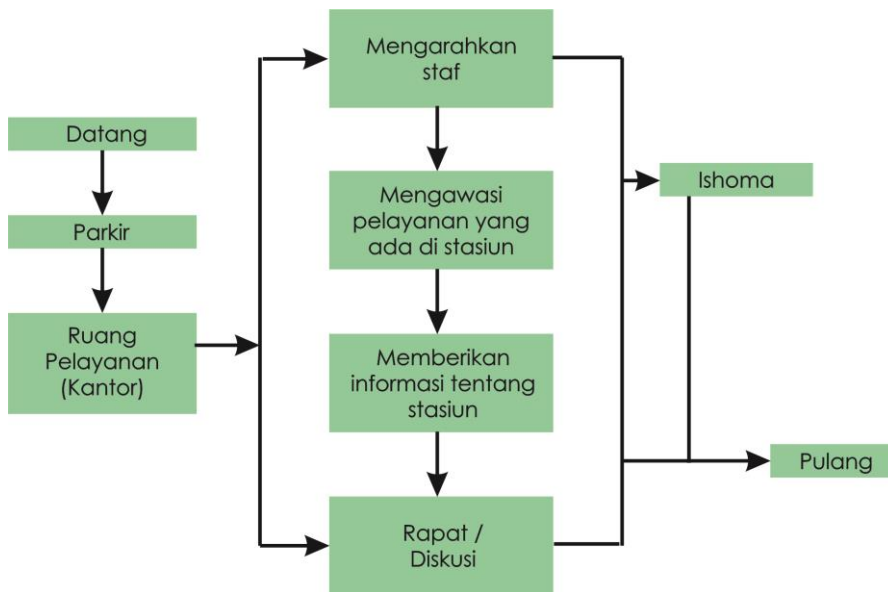 Datang
Parkir
Ruang
Pelayanan
(Kantor)
Mengarahkan
staf
Mengawasi
pelayanan yang
ada di stasiun
Memberikan
informasi tentang
stasiun
Rapat /
Diskusi
Ishoma
Pulang